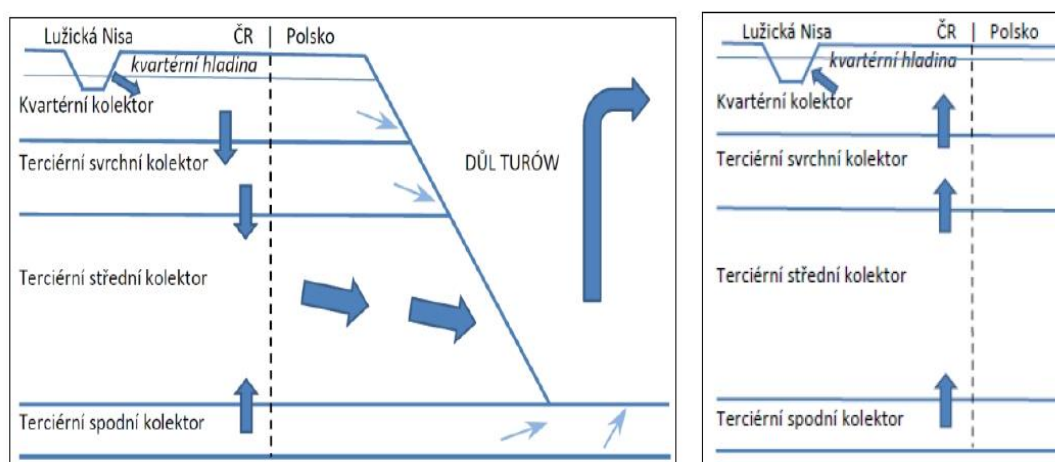 Lužická Nisa ČR | Polsko
kvartérní hladina
Kvartérní kolektor
Terciérní svrchní kolektor
DŮL TURÓW
Terciérní střední kolektor
Terciérní spodní kolektor
Lužická Nisa ČR | Polsko
kvartérní hladina
Kvartérní kolektor
Terciérní svrchní kolektor
Terciérní střední kolektor
Terciérní spodní kolektor